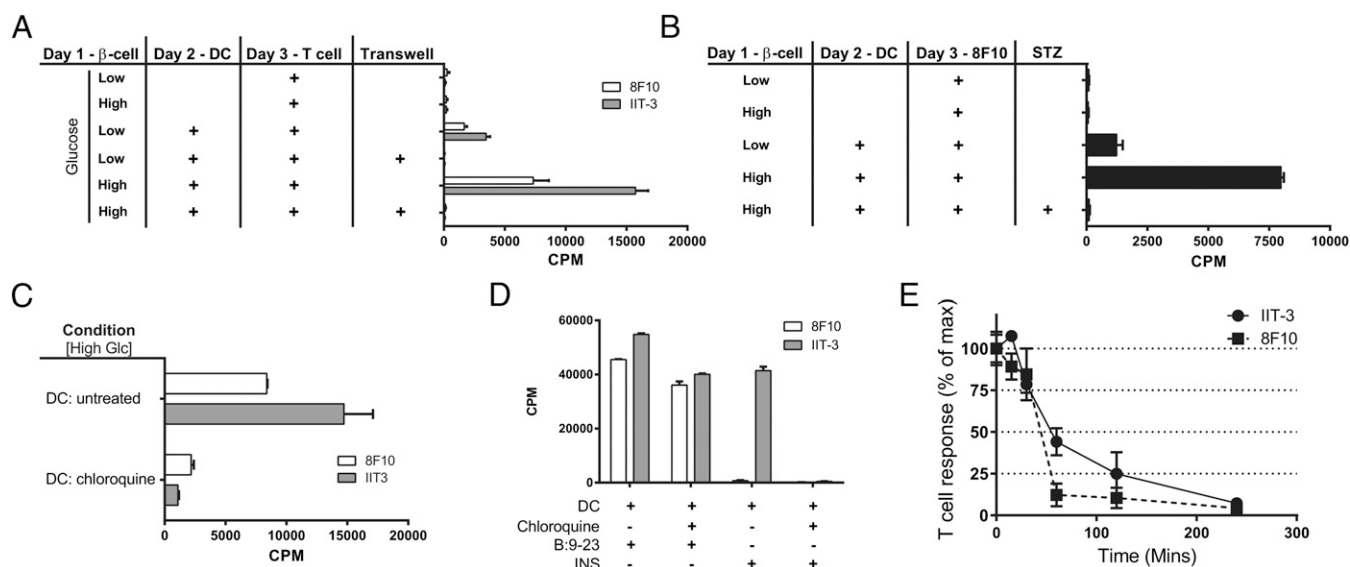 A
Day 1 - β-cell Day 2 - DC Day 3 - T cell Transwell
Glucose
Low +
High +
Low + +
Low + + +
High + +
High + + +
8F10
IIT-3
0 5000 10000 15000 20000
CPM
B
Day 1 - β-cell Day 2 - DC Day 3 - 8F10 STZ
Low +
High +
Low + +
High + +
High + + +
0 2500 5000 7500 10000
CPM
C
Condition
[High Glc]
DC: untreated
DC: chloroquine
8F10
IIT3
0 5000 10000 15000 20000
CPM
D
60000
40000
20000
0
CPM
8F10
IIT-3
DC + + + +
Chloroquine - + - +
B:9-23 + + - -
INS - - + +
E
T cell response (% of max)
100
75
50
25
0
IIT-3
8F10
0 100 200 300
Time (Mins)